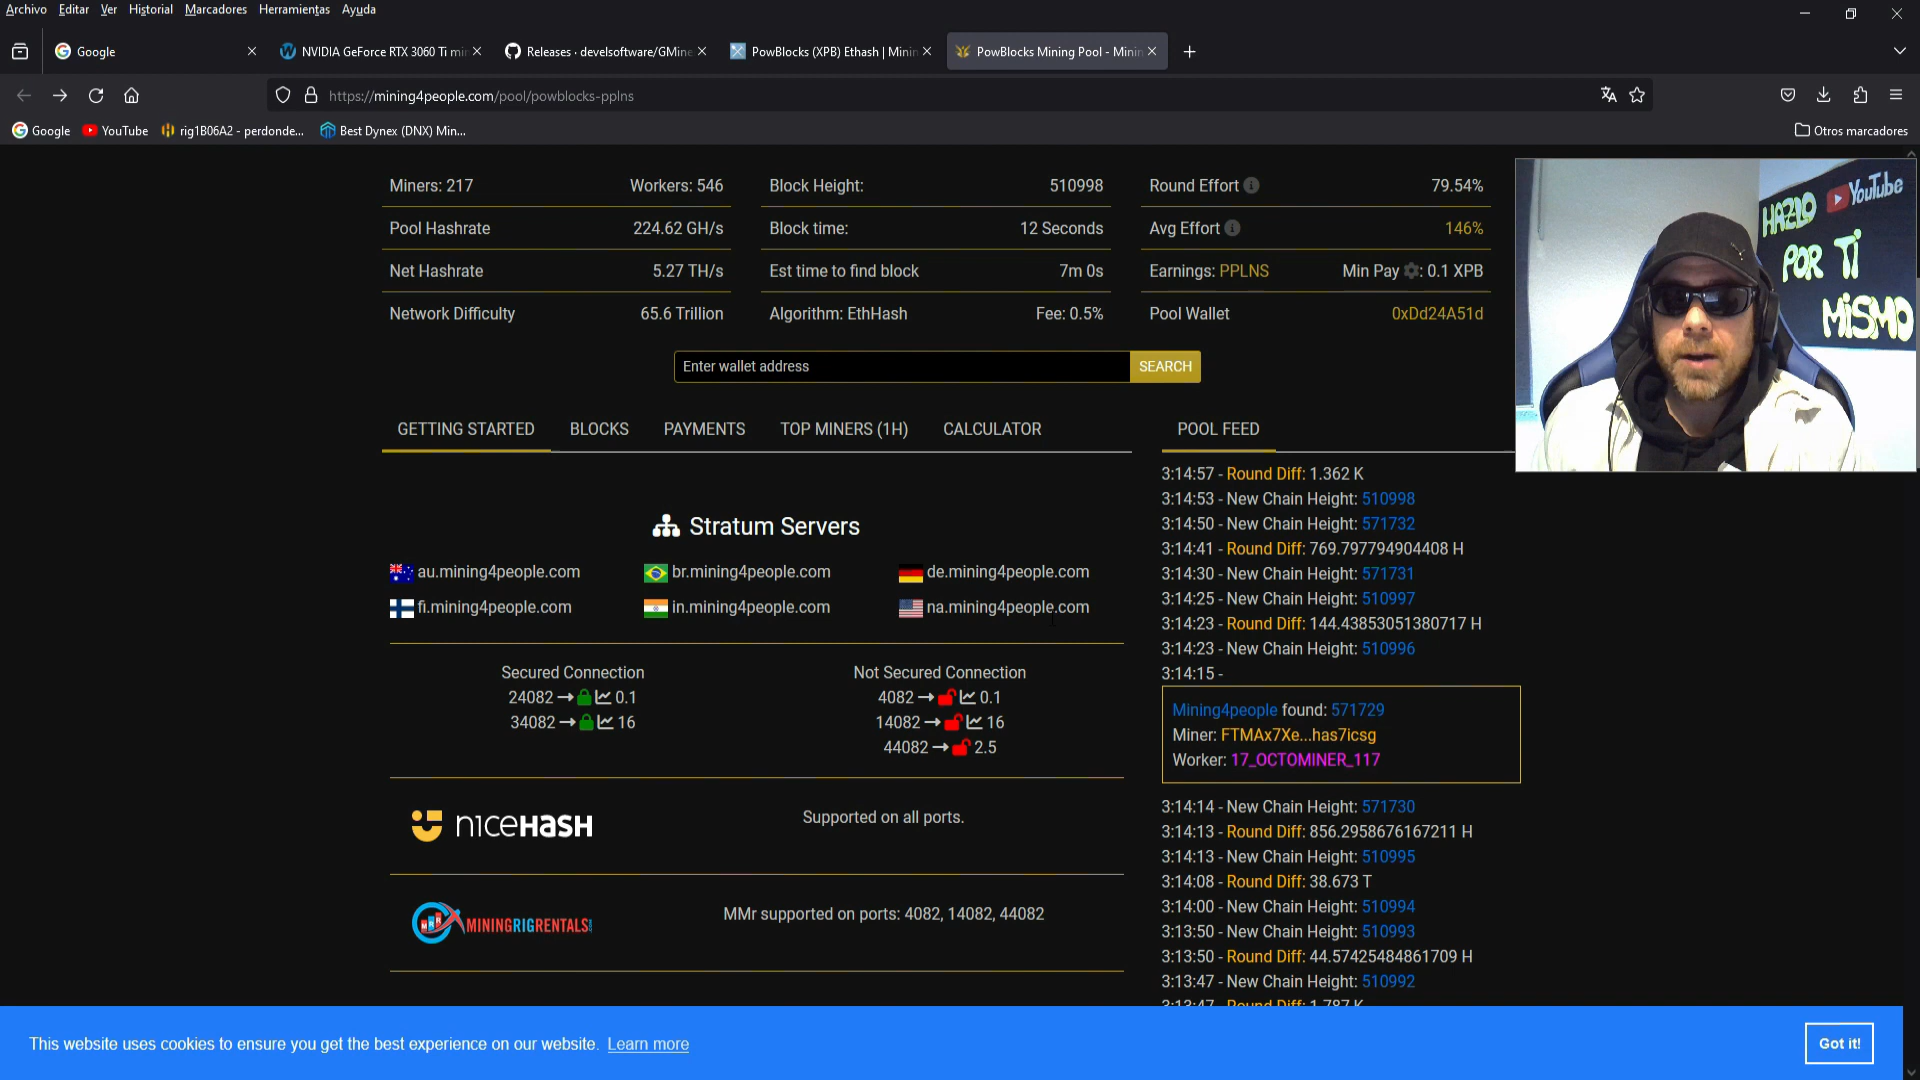 Archivo Editar Ver Historial Marcadores Herramientas Ayuda
Google
NVIDIA GeForce RTX 3060 Ti mi
Releases · develsoftware/GMine
PowBlocks (XPB) Ethash | Minin
PowBlocks Mining Pool - Minin
https://mining4people.com/pool/powblocks-pplns
Google YouTube rig1B06A2 - perdonde... Best Dynex (DNX) Min... Otros marcadores
Miners: 217 Workers: 546 Block Height: 510998 Round Effort 79.54%
Pool Hashrate 224.62 GH/s Block time: 12 Seconds Avg Effort 146%
Net Hashrate 5.27 TH/s Est time to find block 7m 0s Earnings: PPLNS Min Pay : 0.1 XPB
Network Difficulty 65.6 Trillion Algorithm: EthHash Fee: 0.5% Pool Wallet 0xDd24A51d
Enter wallet address SEARCH
GETTING STARTED BLOCKS PAYMENTS TOP MINERS (1H) CALCULATOR
Stratum Servers
au.mining4people.com br.mining4people.com de.mining4people.com
fi.mining4people.com in.mining4people.com na.mining4people.com
Secured Connection
24082 → 0.1
34082 → 16
Not Secured Connection
4082 → 0.1
14082 → 16
44082 → 2.5
NICEHASH Supported on all ports.
MRR MININGRIGRENTALS MMr supported on ports: 4082, 14082, 44082
POOL FEED
3:14:57 - Round Diff: 1.362 K
3:14:53 - New Chain Height: 510998
3:14:50 - New Chain Height: 571732
3:14:41 - Round Diff: 769.797794904408 H
3:14:30 - New Chain Height: 571731
3:14:25 - New Chain Height: 510997
3:14:23 - Round Diff: 144.43853051380717 H
3:14:23 - New Chain Height: 510996
3:14:15 -
Mining4people found: 571729
Miner: FTMAx7Xe...has7icsg
Worker: 17_OCTOMINER_117
3:14:14 - New Chain Height: 571730
3:14:13 - Round Diff: 856.2958676167211 H
3:14:13 - New Chain Height: 510995
3:14:08 - Round Diff: 38.673 T
3:14:00 - New Chain Height: 510994
3:13:50 - New Chain Height: 510993
3:13:50 - Round Diff: 44.57425484861709 H
3:13:47 - New Chain Height: 510992
3:13:47 - Round Diff: 1.787 K
HAZLO
YouTube
POR TI
MISMO
This website uses cookies to ensure you get the best experience on our website. Learn more
Got it!